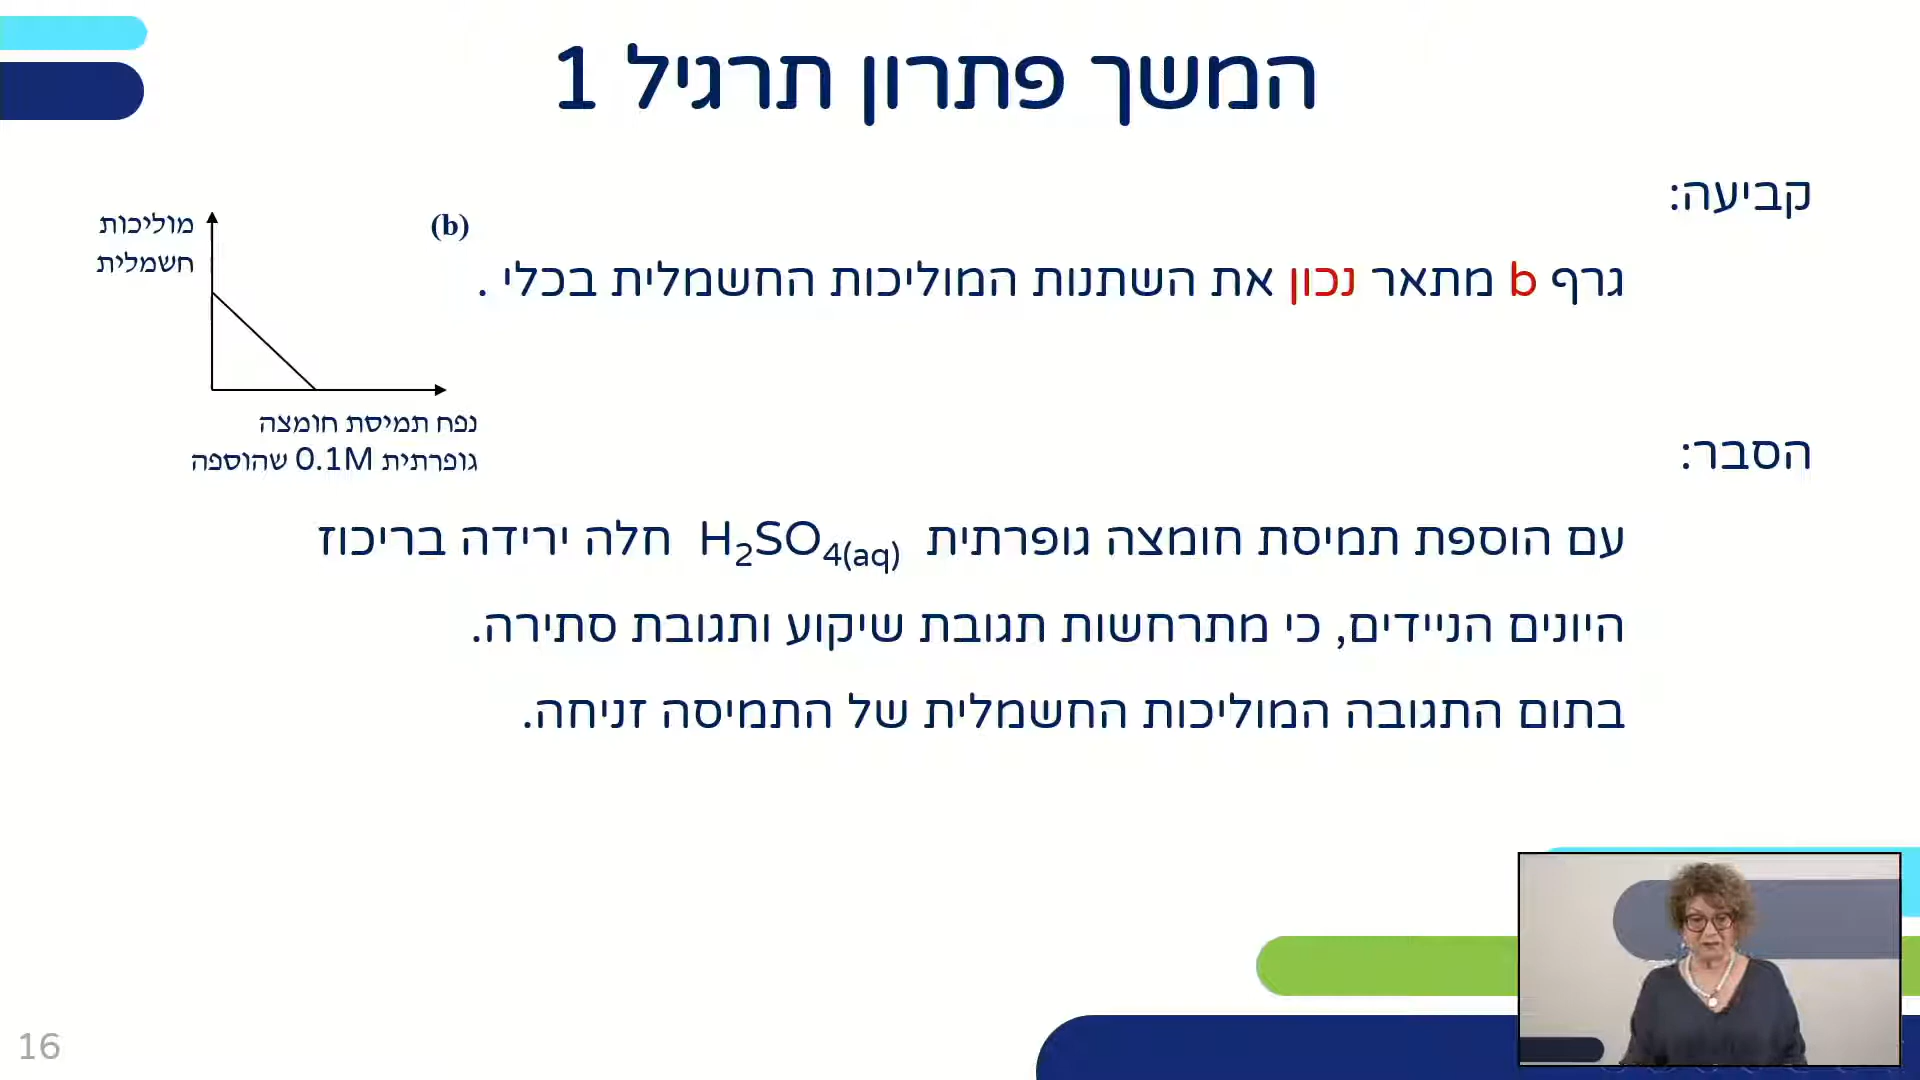 המשך פתרון תרגיל 1
קביעה:
גרף b מתאר נכון את השתנות המוליכות החשמלית בכלי .
(b)
מוליכות
חשמלית
נפח תמיסת חומצה
גופרתית 0.1M שהוספה
הסבר:
עם הוספת תמיסת חומצה גופרתית H₂SO₄(aq) חלה ירידה בריכוז
היונים הניידים, כי מתרחשות תגובת שיקוע ותגובת סתירה.
בתום התגובה המוליכות החשמלית של התמיסה זניחה.
16